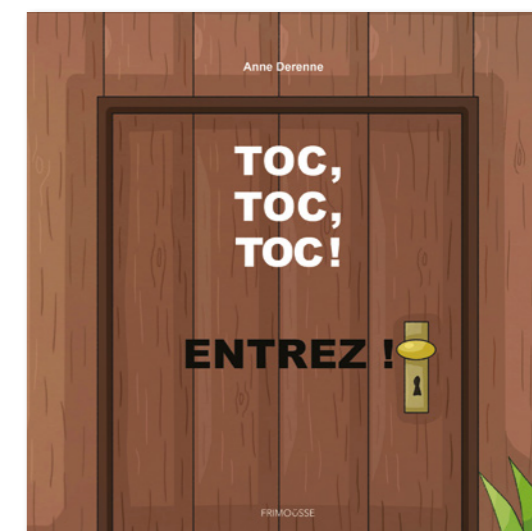 Anne Derenne
TOC,
TOC,
TOC!
ENTREZ !
FRIMOUSSE